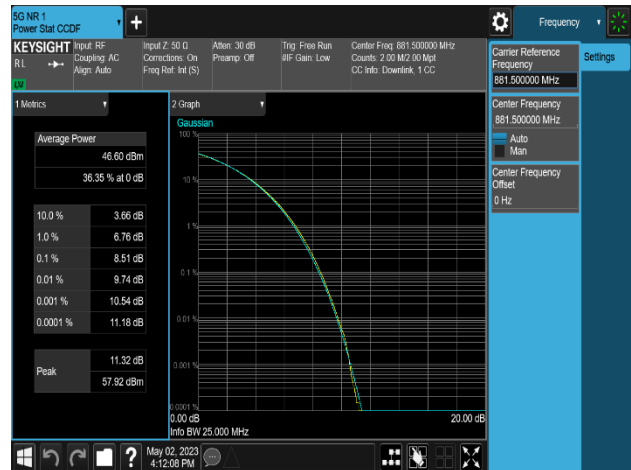 5G NR 1
Power Stat CCDF
Frequency
KEYSIGHT
Input: RF
Input Z: 50 Ω
Atten: 30 dB
Trig: Free Run
Center Freq: 881.500000 MHz
RL
Coupling: AC
Corrections: On
Preamp: Off
#IF Gain: Low
Counts: 2.00 M/2.00 Mpt
Align: Auto
Freq Ref: Int (S)
CC Info: Downlink, 1 CC
Carrier Reference
Frequency
881.500000 MHz
Settings
Center Frequency
881.500000 MHz
Auto
Man
Center Frequency
Offset
0 Hz
1 Metrics
Average Power
46.60 dBm
36.35 % at 0 dB
10.0 % 3.66 dB
1.0 % 6.76 dB
0.1 % 8.51 dB
0.01 % 9.74 dB
0.001 % 10.54 dB
0.0001 % 11.18 dB
Peak
11.32 dB
57.92 dBm
2 Graph
Gaussian
100 %
10 %
1 %
0.1 %
0.01 %
0.001 %
0.0001 %
0.00 dB
20.00 dB
Info BW 25.000 MHz
?
May 02, 2023
4:12:08 PM